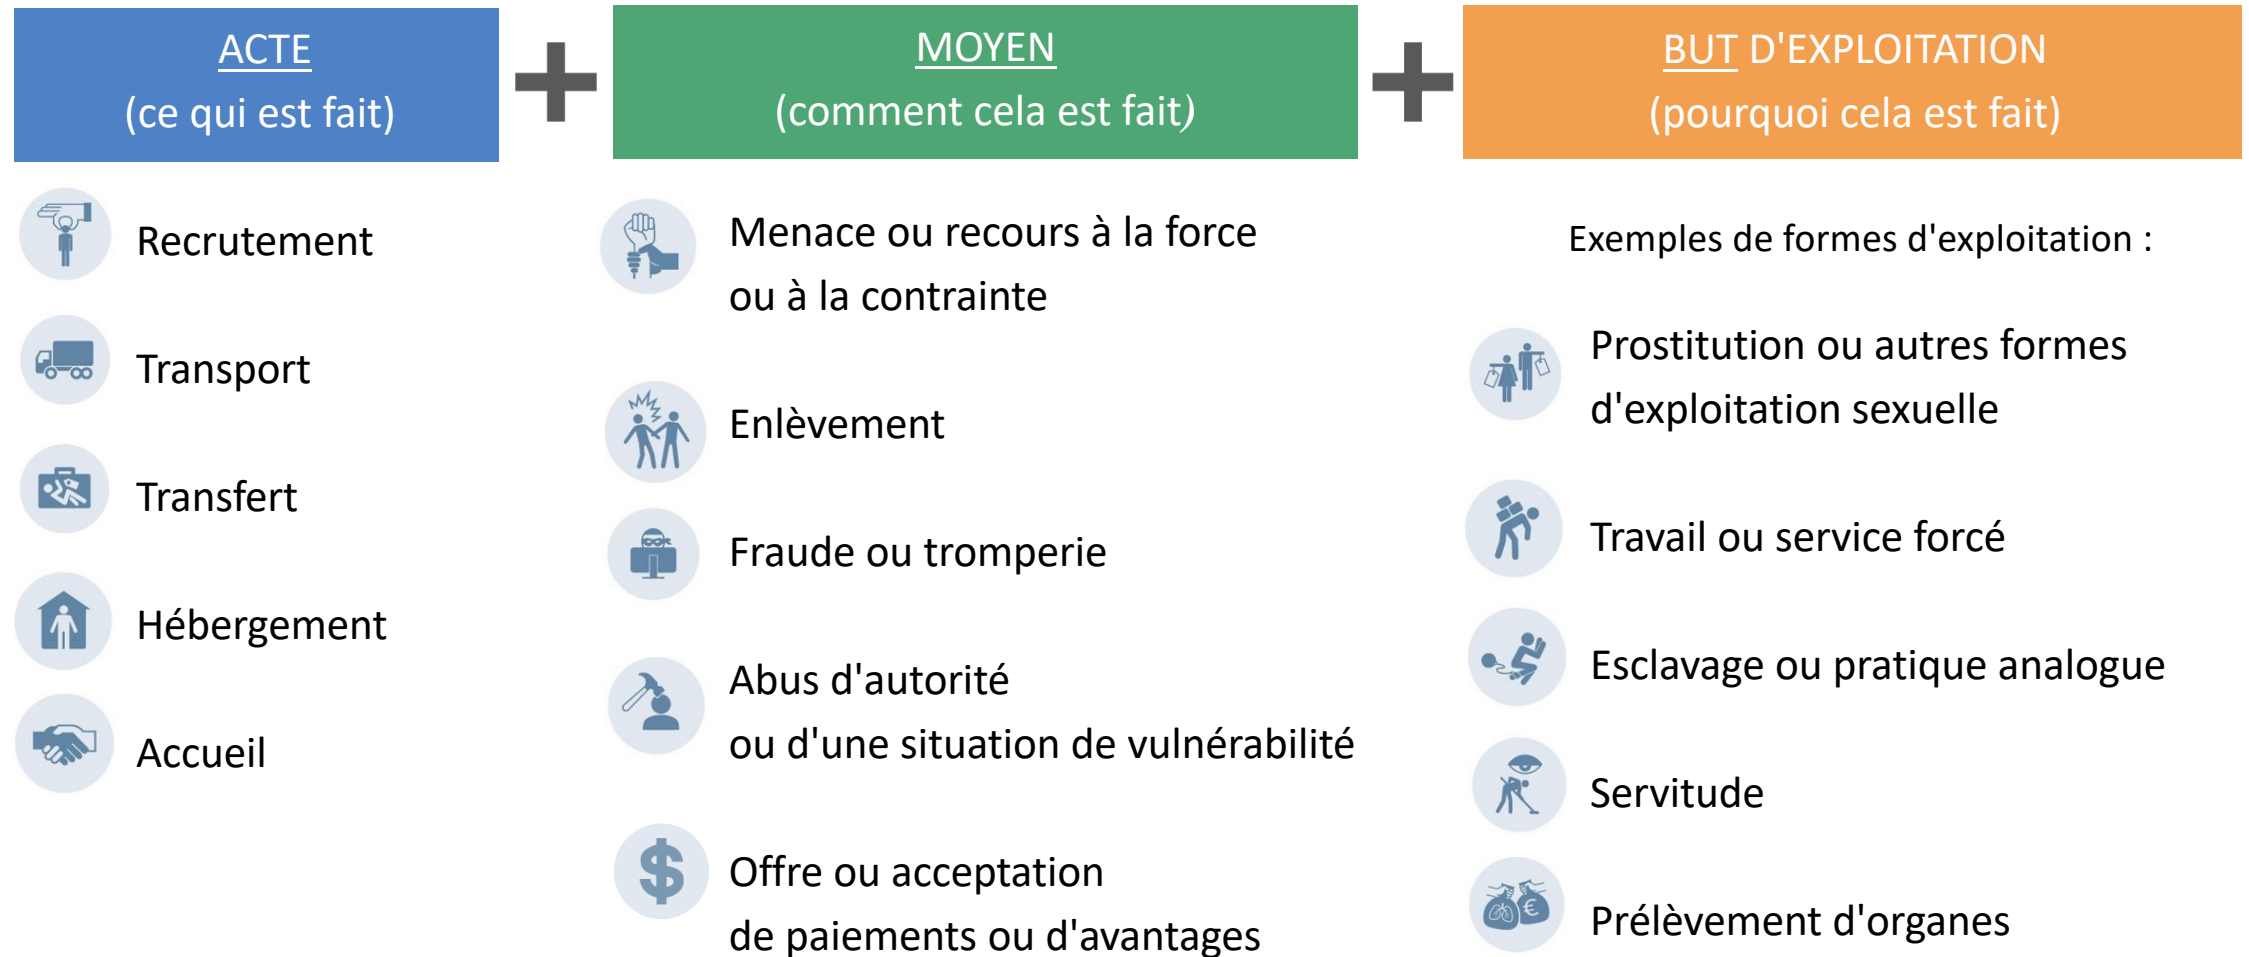 ACTE
(ce qui est fait)
MOYEN
(comment cela est fait)
BUT D'EXPLOITATION
(pourquoi cela est fait)
Recrutement
Transport
Transfert
Hébergement
Accueil
Menace ou recours à la force
ou à la contrainte
Enlèvement
Fraude ou tromperie
Abus d'autorité
ou d'une situation de vulnérabilité
$
Offre ou acceptation
de paiements ou d'avantages
Exemples de formes d'exploitation :
Prostitution ou autres formes
d'exploitation sexuelle
Travail ou service forcé
Esclavage ou pratique analogue
Servitude
€
Prélèvement d'organes